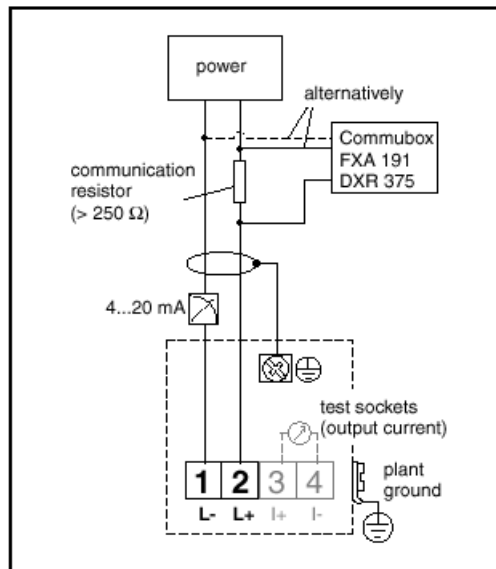 power
alternatively
Commubox
FXA 191
DXR 375
communication
resistor
(> 250 Ω)
4...20 mA
test sockets
(output current)
1 2 3 4
L- L+ I+ I-
plant
ground